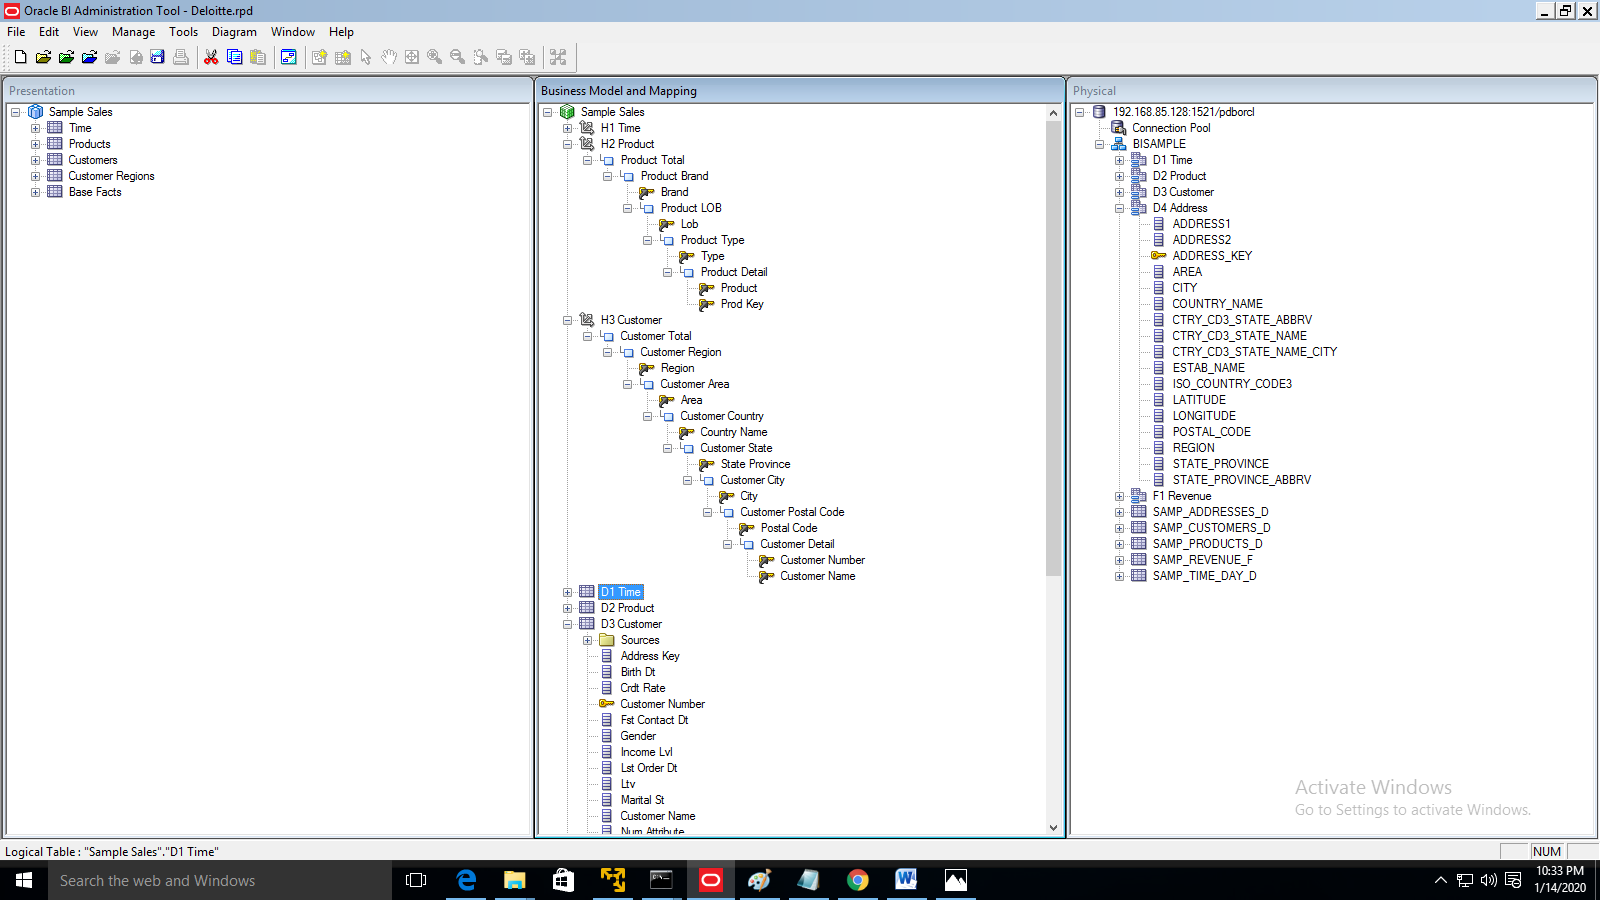 Oracle BI Administration Tool - Deloitte.rpd
File Edit View Manage Tools Diagram Window Help
Presentation
Sample Sales
Time
Products
Customers
Customer Regions
Base Facts
Business Model and Mapping
Sample Sales
H1 Time
H2 Product
Product Total
Product Brand
Brand
Product LOB
Lob
Product Type
Type
Product Detail
Product
Prod Key
H3 Customer
Customer Total
Customer Region
Region
Customer Area
Area
Customer Country
Country Name
Customer State
State Province
Customer City
City
Customer Postal Code
Postal Code
Customer Detail
Customer Number
Customer Name
D1 Time
D2 Product
D3 Customer
Sources
Address Key
Birth Dt
Crdt Rate
Customer Number
Fst Contact Dt
Gender
Income Lvl
Lst Order Dt
Ltv
Marital St
Customer Name
Num Attribute
Physical
192.168.85.128:1521/pdborcl
Connection Pool
BISAMPLE
D1 Time
D2 Product
D3 Customer
D4 Address
ADDRESS1
ADDRESS2
ADDRESS_KEY
AREA
CITY
COUNTRY_NAME
CTRY_CD3_STATE_ABBRV
CTRY_CD3_STATE_NAME
CTRY_CD3_STATE_NAME_CITY
ESTAB_NAME
ISO_COUNTRY_CODE3
LATITUDE
LONGITUDE
POSTAL_CODE
REGION
STATE_PROVINCE
STATE_PROVINCE_ABBRV
F1 Revenue
SAMP_ADDRESSES_D
SAMP_CUSTOMERS_D
SAMP_PRODUCTS_D
SAMP_REVENUE_F
SAMP_TIME_DAY_D
Activate Windows
Go to Settings to activate Windows.
Logical Table : "Sample Sales"."D1 Time"
NUM
Search the web and Windows
10:33 PM
1/14/2020